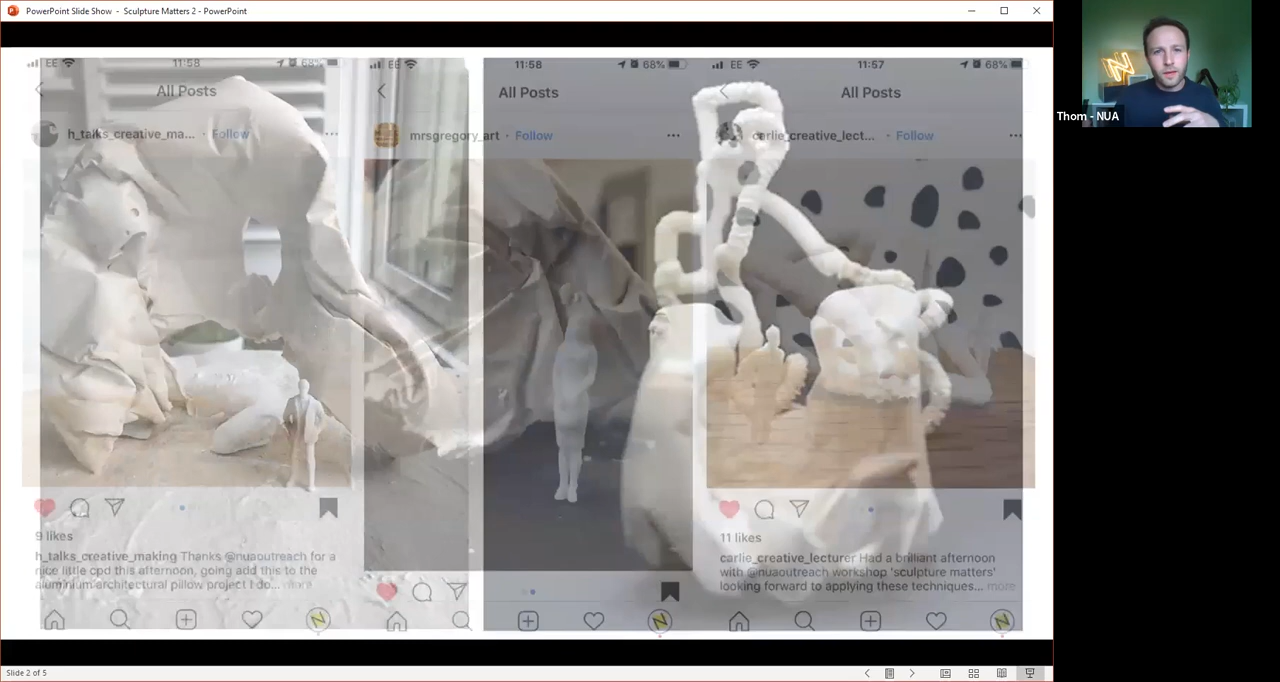 PowerPoint Slide Show - Sculpture Matters 2 - PowerPoint
EE 11:58 68%
All Posts
h_talks_creative_ma... · Follow
9 likes
h_talks_creative_making Thanks @nuaoutreach for a
nice little cpd this afternoon, going add this to the
aluminium architectural pillow project I do... more
EE 11:58 68%
All Posts
mrsgregory_art · Follow
EE 11:57 68%
All Posts
carlie_creative_lect... · Follow
11 likes
carlie_creative_lecturer Had a brilliant afternoon
with @nuaoutreach workshop 'sculpture matters'
looking forward to applying these techniques... more
Thom - NUA
Slide 2 of 5